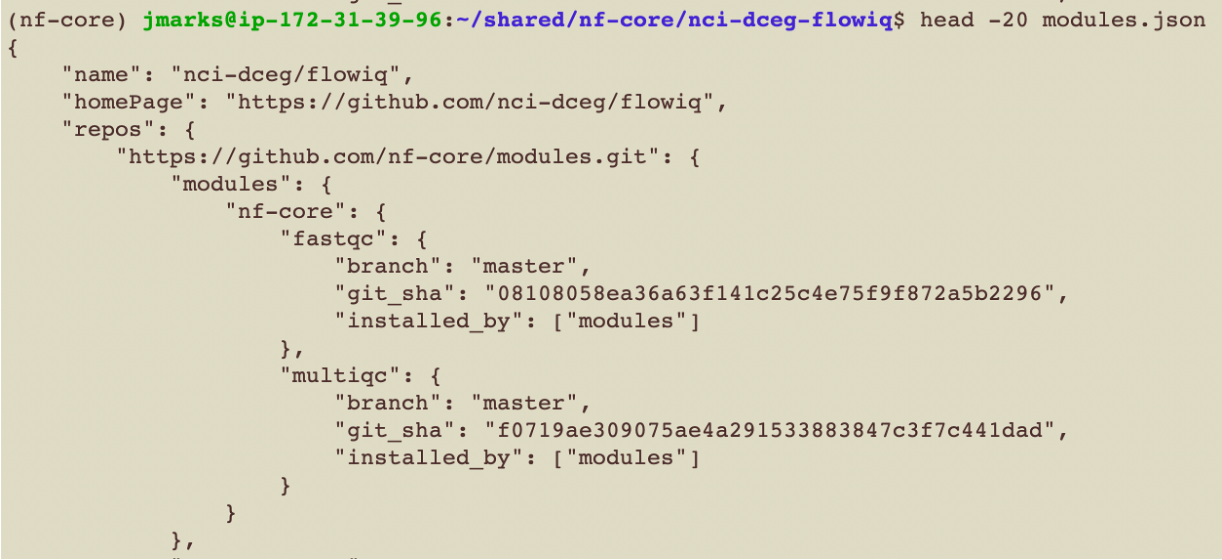 (nf-core) jmarks@ip-172-31-39-96:~/shared/nf-core/nci-dceg-flowiq$ head -20 modules.json
{
    "name": "nci-dceg/flowiq",
    "homePage": "https://github.com/nci-dceg/flowiq",
    "repos": {
        "https://github.com/nf-core/modules.git": {
            "modules": {
                "nf-core": {
                    "fastqc": {
                        "branch": "master",
                        "git_sha": "08108058ea36a63f141c25c4e75f9f872a5b2296",
                        "installed_by": ["modules"]
                    },
                    "multiqc": {
                        "branch": "master",
                        "git_sha": "f0719ae309075ae4a291533883847c3f7c441dad",
                        "installed_by": ["modules"]
                    }
                }
            },